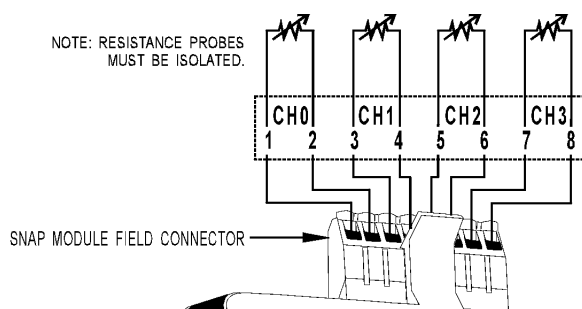 NOTE: RESISTANCE PROBES
MUST BE ISOLATED.
CH0 CH1 CH2 CH3
1 2 3 4 5 6 7 8
SNAP MODULE FIELD CONNECTOR